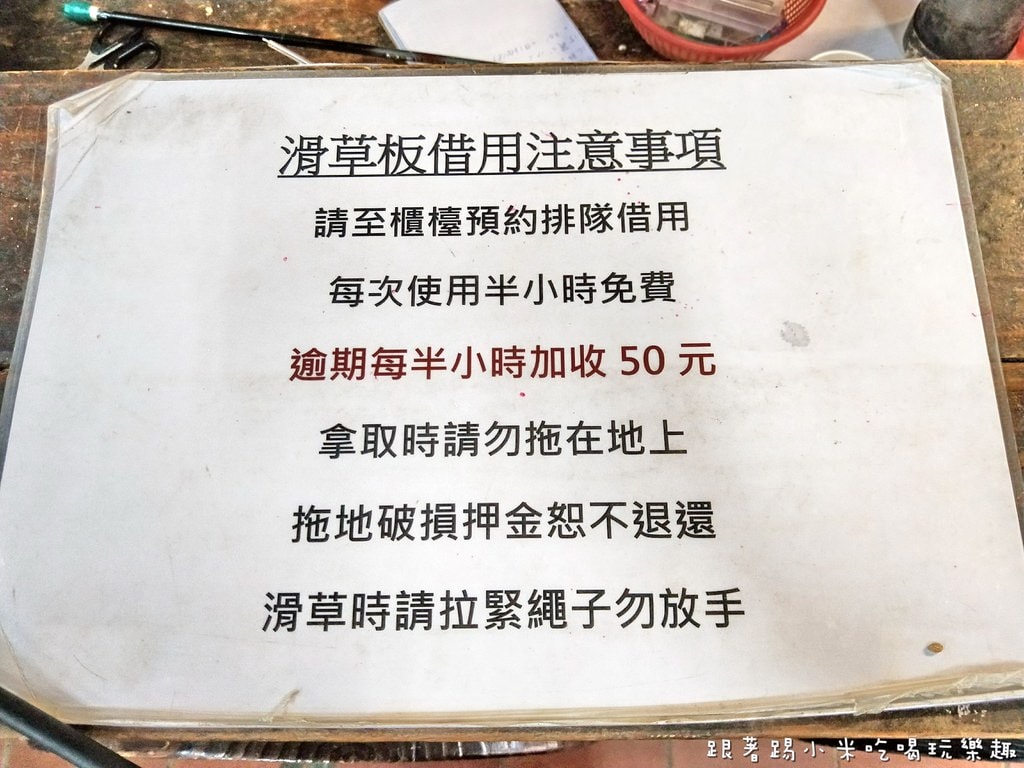 滑草板借用注意事項
請至櫃檯預約排隊借用
每次使用半小時免費
逾期每半小時加收 50 元
拿取時請勿拖在地上
拖地破損押金恕不退還
滑草時請拉緊繩子勿放手
跟著踢小米吃喝玩樂趣